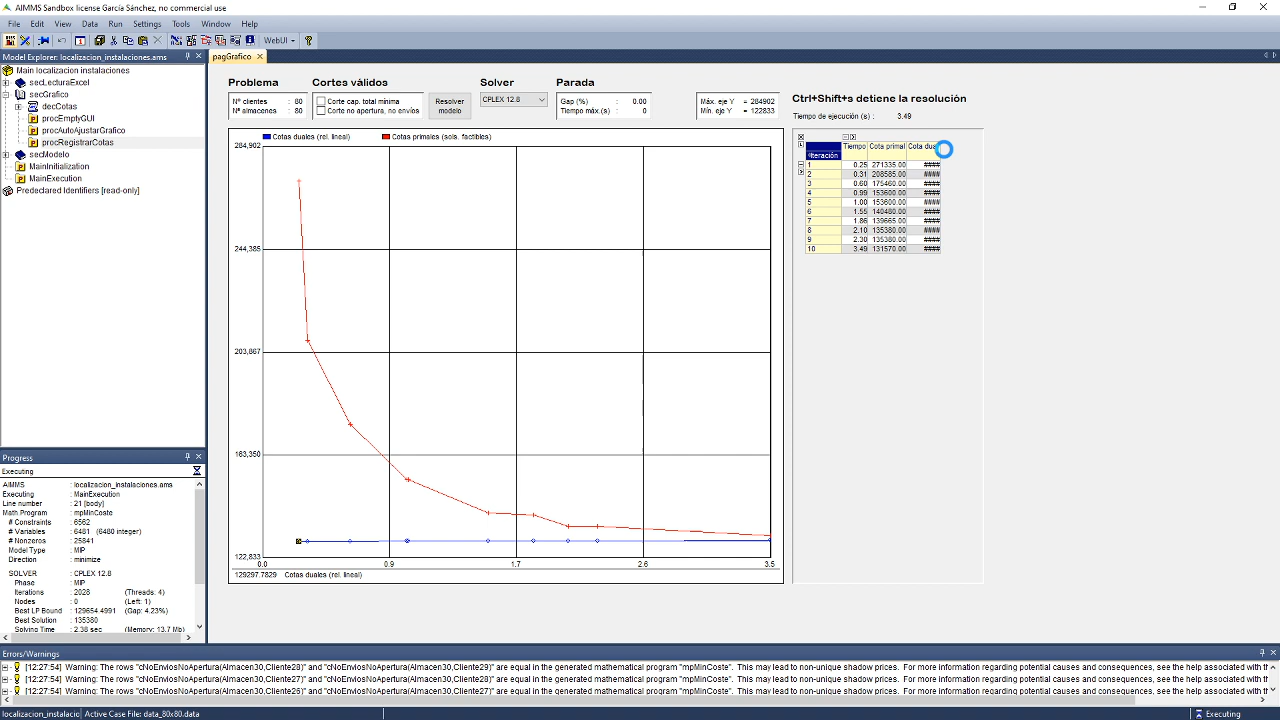 AIMMS Sandbox license García Sánchez, no commercial use
File Edit View Data Run Settings Tools Window Help
WebUI
Model Explorer: localizacion_instalaciones.ams
Main localizacion instalaciones
secLecturaExcel
secGrafico
decCotas
procEmptyGUI
procAutoAjustarGrafico
procRegistrarCotas
secModelo
MainInitialization
MainExecution
Predeclared Identifiers [read-only]
Progress
Executing
AIMMS : localizacion_instalaciones.ams
Executing : MainExecution
Line number : 21 [body]
Math Program : mpMinCoste
# Constraints : 6562
# Variables : 6481 (6480 integer)
# Nonzeros : 25841
Model Type : MIP
Direction : minimize
SOLVER : CPLEX 12.8
Phase : MIP
Iterations : 2028 (Threads: 4)
Nodes : 0 (Left: 1)
Best LP Bound : 129654.4991 (Gap: 4.23%)
Best Solution : 135380
Solving Time : 2.38 sec (Memory: 13.7 Mb)
pagGrafico
Problema
Nº clientes : 80
Nº almacenes : 80
Cortes válidos
Corte cap. total mínima
Corte no apertura, no envíos
Resolver modelo
Solver
CPLEX 12.8
Parada
Gap (%) : 0.00
Tiempo máx.(s) : 0
Máx. eje Y = 284902
Mín. eje Y = 122833
Ctrl+Shift+s detiene la resolución
Tiempo de ejecución (s) : 3.49
Cotas duales (rel. lineal) Cotas primales (sols. factibles)
284,902
244,385
203,867
163,350
122,833
0.0 0.9 1.7 2.6 3.5
129297.7829 Cotas duales (rel. lineal)
Tiempo Cota primal Cota dua
Iteración
1 0.25 271335.00 ####
2 0.31 208585.00 ####
3 0.60 175460.00 ####
4 0.99 153600.00 ####
5 1.00 153600.00 ####
6 1.55 140480.00 ####
7 1.86 139665.00 ####
8 2.10 135380.00 ####
9 2.30 135380.00 ####
10 3.49 131570.00 ####
Errors/Warnings
[12:27:54] Warning: The rows "cNoEnviosNoApertura(Almacen30,Cliente28)" and "cNoEnviosNoApertura(Almacen30,Cliente29)" are equal in the generated mathematical program "mpMinCoste". This may lead to non-unique shadow prices. For more information regarding potential causes and consequences, see the help associated with th
[12:27:54] Warning: The rows "cNoEnviosNoApertura(Almacen30,Cliente27)" and "cNoEnviosNoApertura(Almacen30,Cliente28)" are equal in the generated mathematical program "mpMinCoste". This may lead to non-unique shadow prices. For more information regarding potential causes and consequences, see the help associated with th
[12:27:54] Warning: The rows "cNoEnviosNoApertura(Almacen30,Cliente26)" and "cNoEnviosNoApertura(Almacen30,Cliente27)" are equal in the generated mathematical program "mpMinCoste". This may lead to non-unique shadow prices. For more information regarding potential causes and consequences, see the help associated with th
localizacion_instalacio Active Case File: data_80x80.data Executing